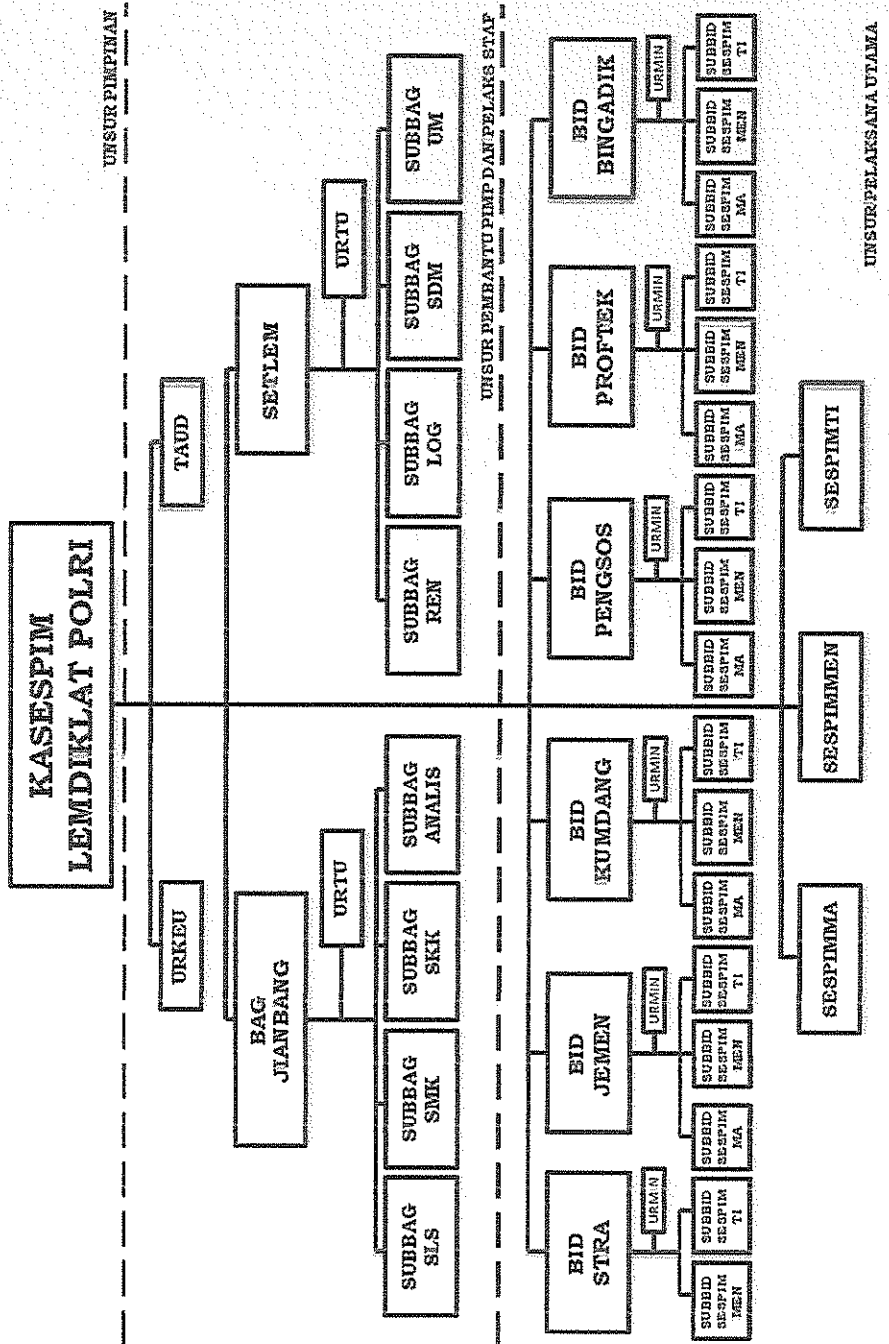 KASESPIM
LEMDIKLAT POLRI
UNSUR PIMPINAN
URKEU
TAUD
BAG
JIANBANG
SETLEM
URTU
URTU
SUBBAG
SLS
SUBBAG
SMK
SUBBAG
SKK
SUBBAG
ANALIS
SUBBAG
REN
SUBBAG
LOG
SUBBAG
SDM
SUBBAG
UM
UNSUR PEMBANTU PIMP DAN PELAKS STAF
BID
STRA
BID
JEMEN
BID
KUMDANG
BID
PENGSOS
BID
PROFTEK
BID
BINGADIK
URMIN
URMIN
URMIN
URMIN
URMIN
URMIN
SUBBID
SESPIM
MEN
SUBBID
SESPIM
TI
SUBBID
SESPIM
MA
SUBBID
SESPIM
MEN
SUBBID
SESPIM
TI
SUBBID
SESPIM
MA
SUBBID
SESPIM
MEN
SUBBID
SESPIM
TI
SUBBID
SESPIM
MA
SUBBID
SESPIM
MEN
SUBBID
SESPIM
TI
SUBBID
SESPIM
MA
SUBBID
SESPIM
MEN
SUBBID
SESPIM
TI
SUBBID
SESPIM
MA
SUBBID
SESPIM
MEN
SUBBID
SESPIM
TI
SESPIMMA
SESPIMMEN
SESPIMTI
UNSUR PELAKSANA UTAMA